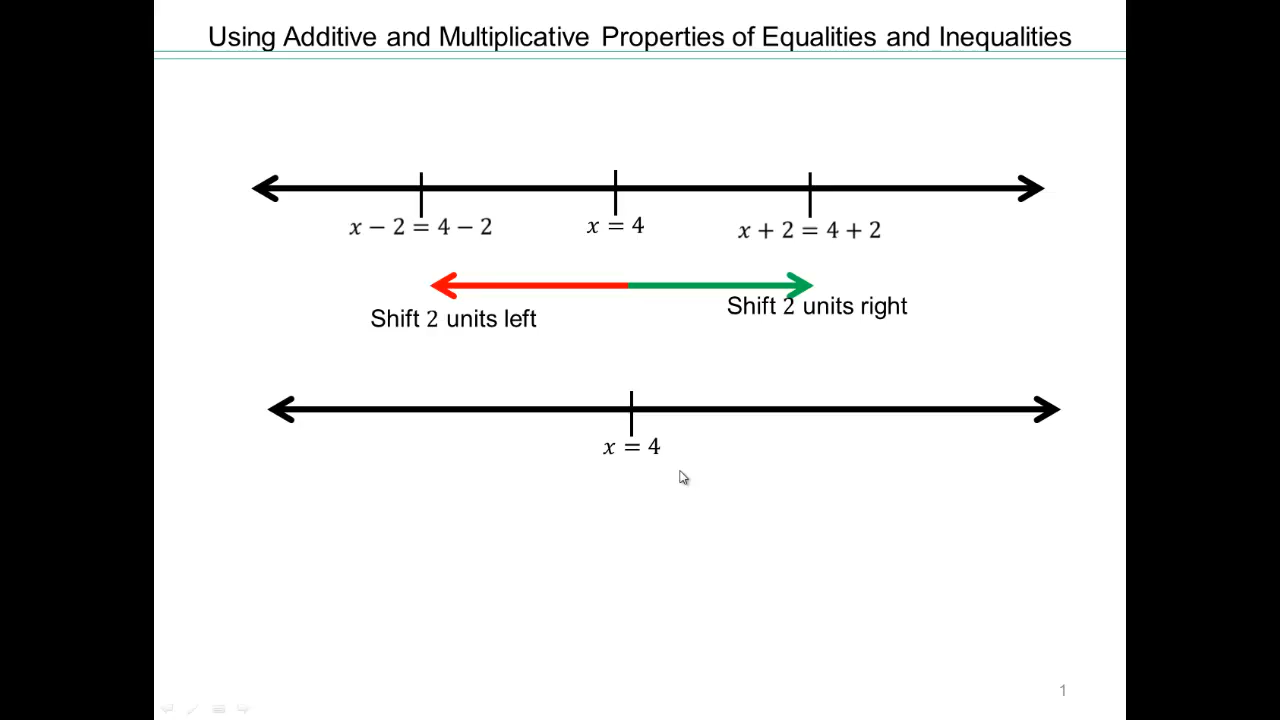 Using Additive and Multiplicative Properties of Equalities and Inequalities
x − 2 = 4 − 2
x = 4
x + 2 = 4 + 2
Shift 2 units left
Shift 2 units right
x = 4
1